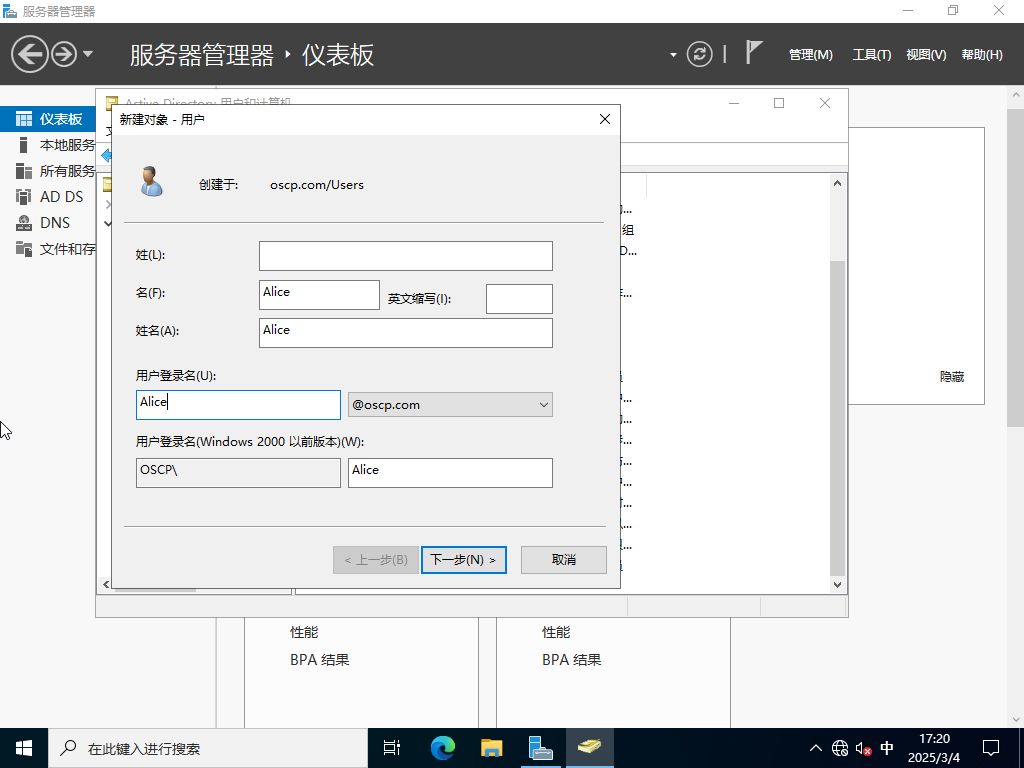 服务器管理器
服务器管理器 · 仪表板
管理(M) 工具(T) 视图(V) 帮助(H)
仪表板
本地服务
所有服务
AD DS
DNS
文件和存
Active Directory 用户和计算机
新建对象 - 用户
创建于: oscp.com/Users
姓(L):
名(F): Alice 英文缩写(I):
姓名(A): Alice
用户登录名(U):
Alice @oscp.com
用户登录名(Windows 2000 以前版本)(W):
OSCP\ Alice
< 上一步(B) 下一步(N) > 取消
组
D...
隐藏
性能
BPA 结果
性能
BPA 结果
在此键入进行搜索
中
17:20
2025/3/4